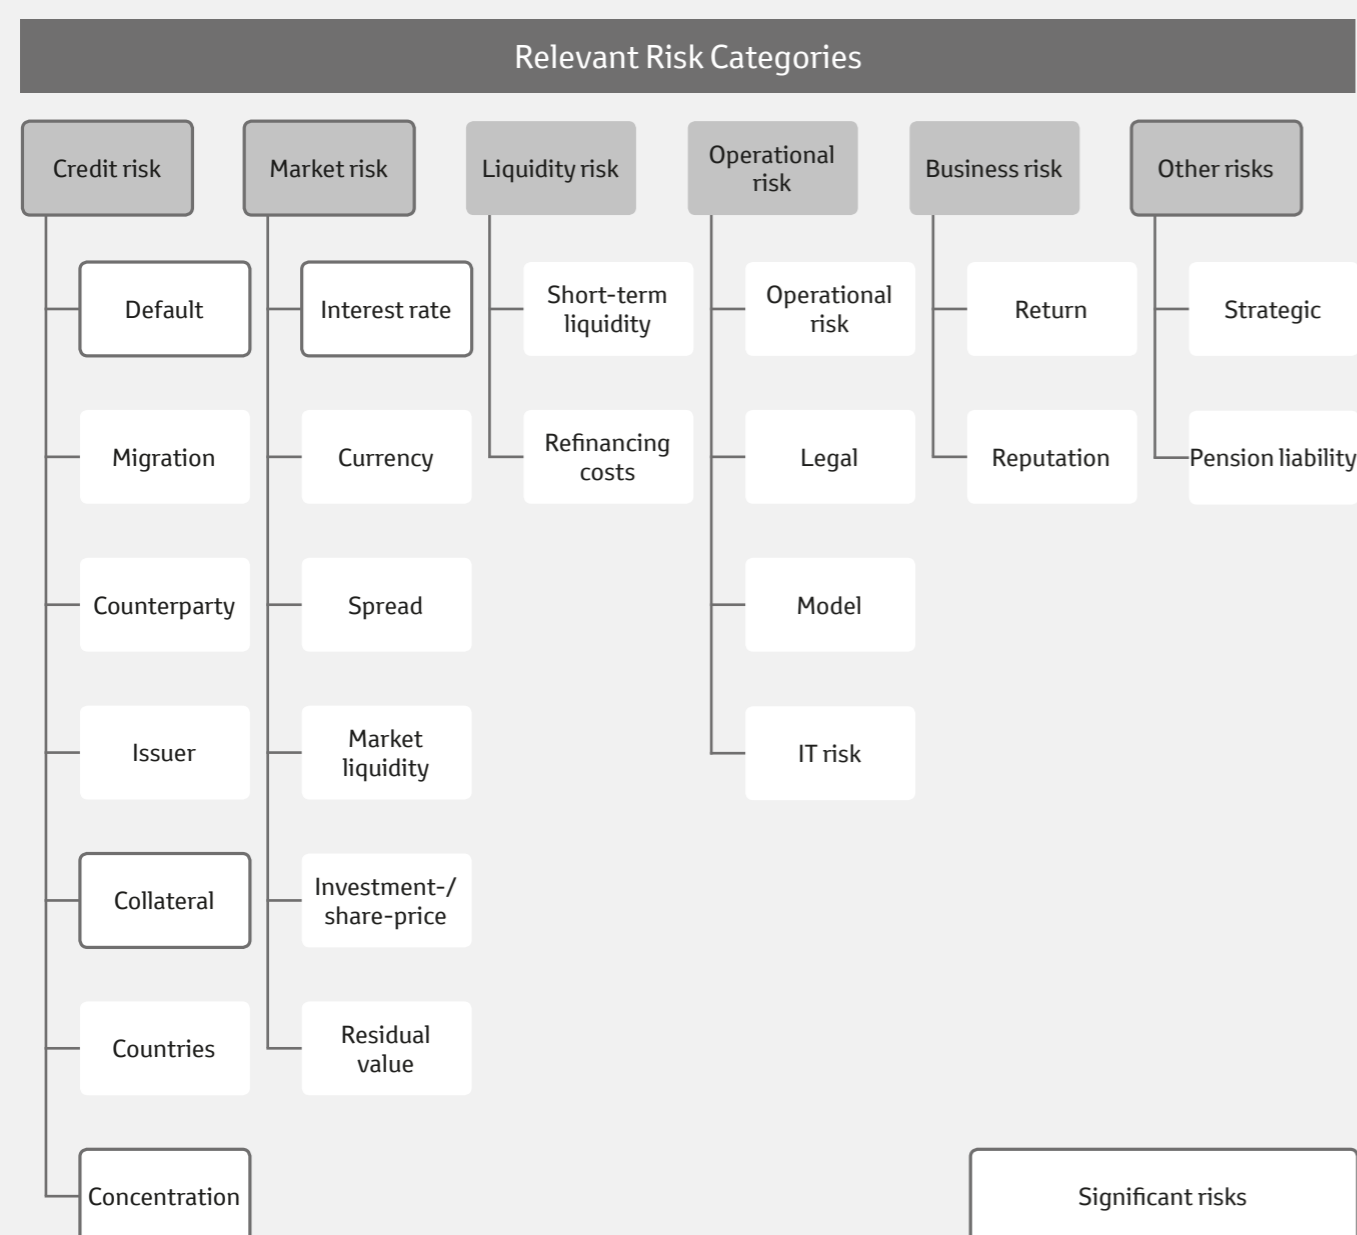 Relevant Risk Categories
Credit risk
Default
Migration
Counterparty
Issuer
Collateral
Countries
Concentration
Market risk
Interest rate
Currency
Spread
Market
liquidity
Investment-/
share-price
Residual
value
Liquidity risk
Short-term
liquidity
Refinancing
costs
Operational
risk
Operational
risk
Legal
Model
IT risk
Business risk
Return
Reputation
Other risks
Strategic
Pension liability
Significant risks